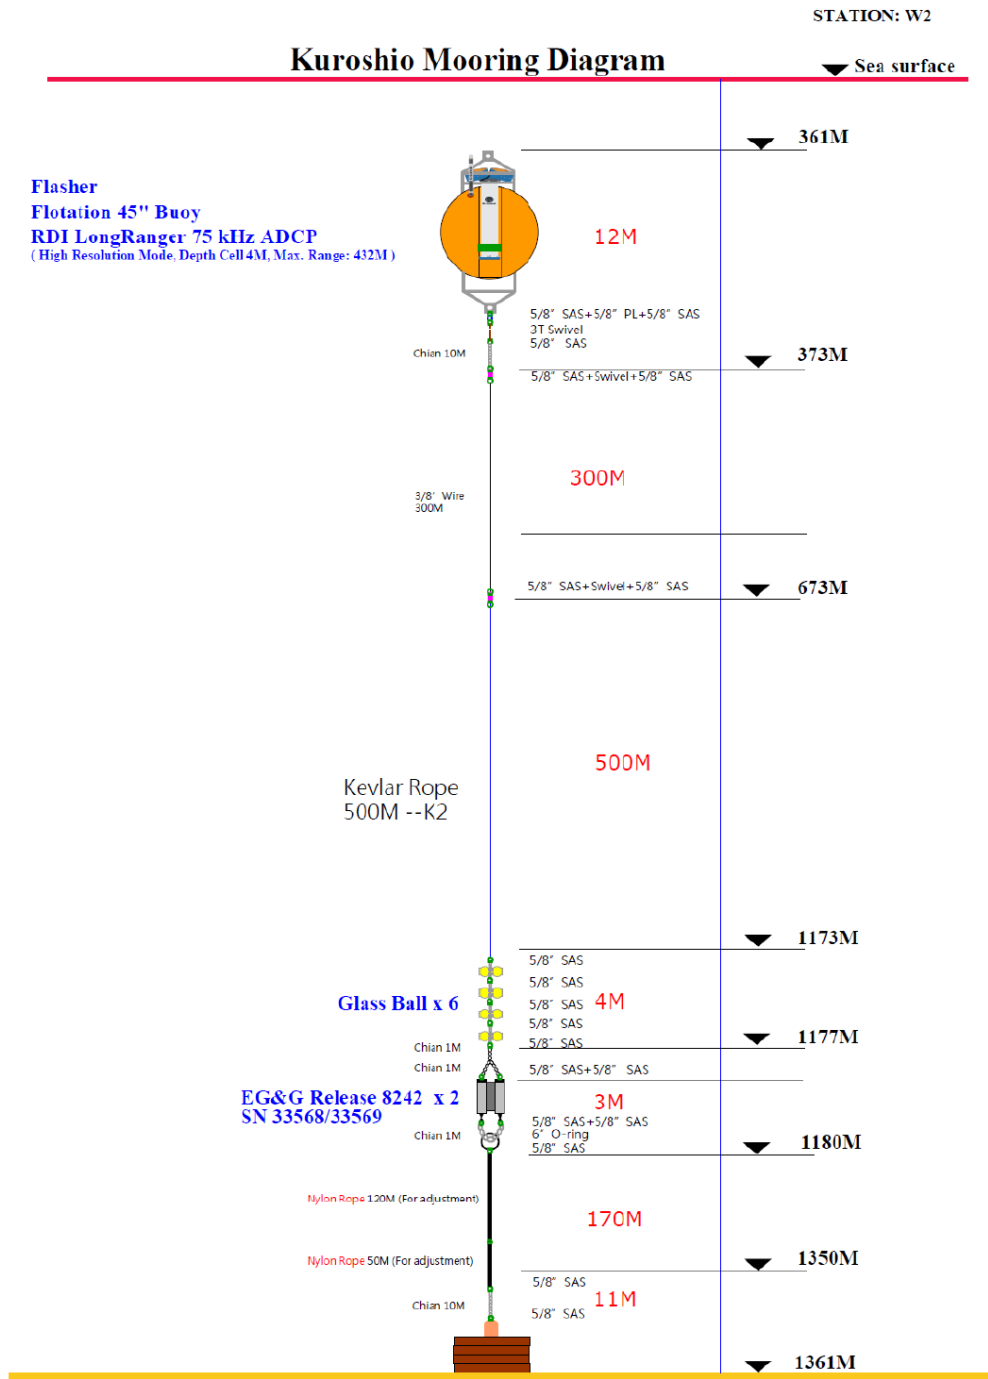 STATION: W2
Kuroshio Mooring Diagram
Sea surface
361M
Flasher
Flotation 45" Buoy
RDI LongRanger 75 kHz ADCP
( High Resolution Mode, Depth Cell 4M, Max. Range: 432M )
12M
5/8" SAS+5/8" PL+5/8" SAS
3T Swivel
5/8" SAS
Chian 10M
373M
5/8" SAS+Swivel+5/8" SAS
300M
3/8" Wire
300M
5/8" SAS+Swivel+5/8" SAS
673M
500M
Kevlar Rope
500M --K2
1173M
5/8" SAS
5/8" SAS
Glass Ball x 6
5/8" SAS
4M
5/8" SAS
1177M
5/8" SAS
Chian 1M
Chian 1M
5/8" SAS+5/8" SAS
EG&G Release 8242 x 2
SN 33568/33569
3M
5/8" SAS+5/8" SAS
6" O-ring
Chian 1M
5/8" SAS
1180M
Nylon Rope 120M (For adjustment)
170M
Nylon Rope 50M (For adjustment)
1350M
5/8" SAS
11M
Chian 10M
5/8" SAS
1361M